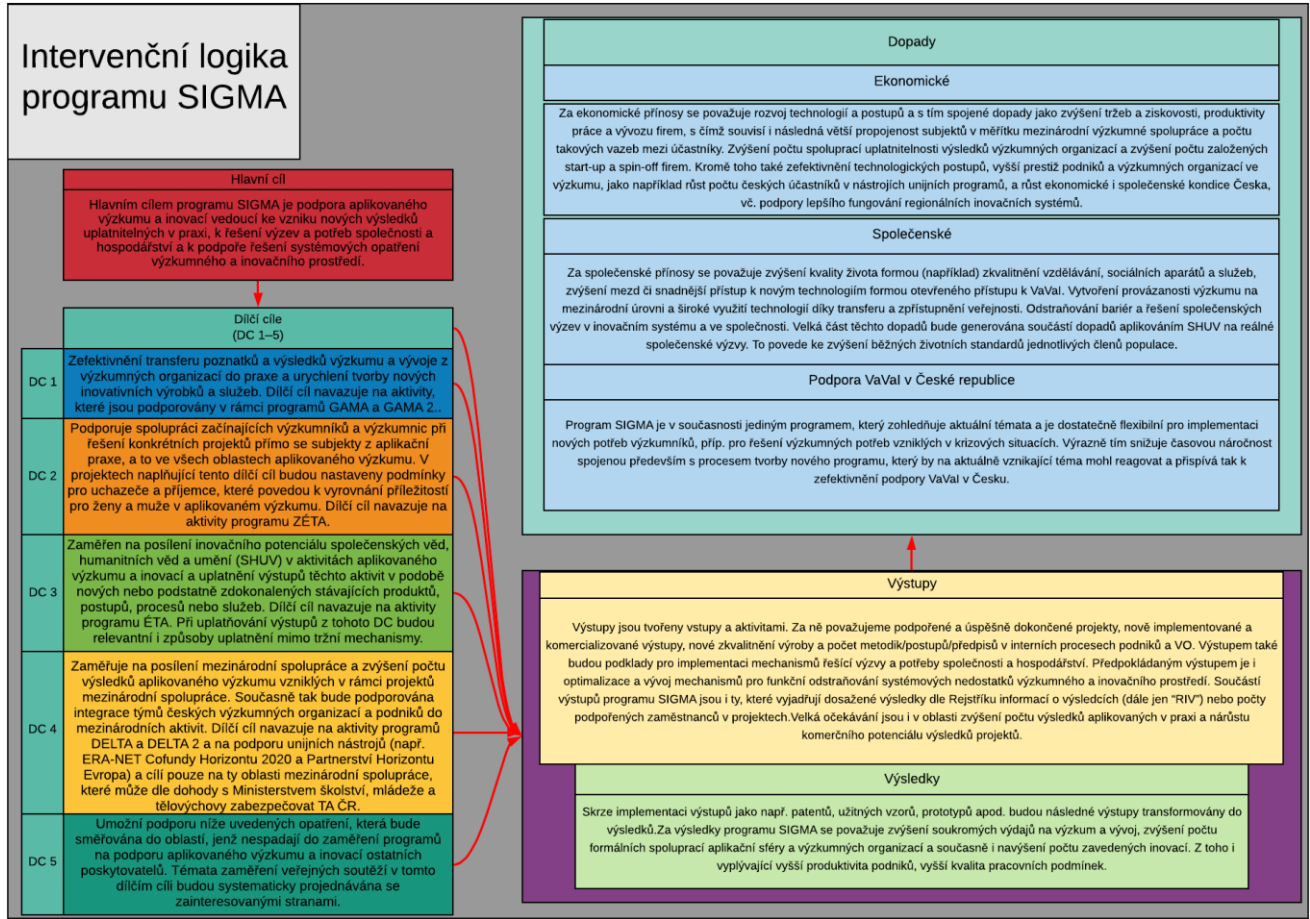 Intervenční logika
programu SIGMA
Hlavní cíl
Hlavním cílem programu SIGMA je podpora aplikovaného
výzkumu a inovací vedoucí ke vzniku nových výsledků
uplatnitelných v praxi, k řešení výzev a potřeb společnosti a
hospodářství a k podpoře řešení systémových opatření
výzkumného a inovačního prostředí.
Dílčí cíle
(DC 1–5)
DC 1
Zefektivnění transferu poznatků a výsledků výzkumu a vývoje z
výzkumných organizací do praxe a urychlení tvorby nových
inovativních výrobků a služeb. Dílčí cíl navazuje na aktivity,
které jsou podporovány v rámci programů GAMA a GAMA 2..
DC 2
Podporuje spolupráci začínajících výzkumníků a výzkumnic při
řešení konkrétních projektů přímo se subjekty z aplikační
praxe, a to ve všech oblastech aplikovaného výzkumu. V
projektech naplňující tento dílčí cíl budou nastaveny podmínky
pro uchazeče a příjemce, které povedou k vyrovnání příležitostí
pro ženy a muže v aplikovaném výzkumu. Dílčí cíl navazuje na
aktivity programu ZÉTA.
DC 3
Zaměřen na posílení inovačního potenciálu společenských věd,
humanitních věd a umění (SHUV) v aktivitách aplikovaného
výzkumu a inovací a uplatnění výstupů těchto aktivit v podobě
nových nebo podstatně zdokonalených stávajících produktů,
postupů, procesů nebo služeb. Dílčí cíl navazuje na aktivity
programu ÉTA. Při uplatňování výstupů z tohoto DC budou
relevantní i způsoby uplatnění mimo tržní mechanismy.
DC 4
Zaměřuje na posílení mezinárodní spolupráce a zvýšení počtu
výsledků aplikovaného výzkumu vzniklých v rámci projektů
mezinárodní spolupráce. Současně tak bude podporována
integrace týmů českých výzkumných organizací a podniků do
mezinárodních aktivit. Dílčí cíl navazuje na aktivity programů
DELTA a DELTA 2 a na podporu unijních nástrojů (např.
ERA-NET Cofundy Horizontu 2020 a Partnerství Horizontu
Evropa) a cílí pouze na ty oblasti mezinárodní spolupráce,
které může dle dohody s Ministerstvem školství, mládeže a
tělovýchovy zabezpečovat TA ČR.
DC 5
Umožní podporu níže uvedených opatření, která bude
směřována do oblastí, jenž nespadají do zaměření programů
na podporu aplikovaného výzkumu a inovací ostatních
poskytovatelů. Témata zaměření veřejných soutěží v tomto
dílčím cíli budou systematicky projednávána se
zainteresovanými stranami.
Dopady
Ekonomické
Za ekonomické přínosy se považuje rozvoj technologií a postupů a s tím spojené dopady jako zvýšení tržeb a ziskovosti, produktivity
práce a vývozu firem, s čímž souvisí i následná větší propojenost subjektů v měřítku mezinárodní výzkumné spolupráce a počtu
takových vazeb mezi účastníky. Zvýšení počtu spoluprací uplatnitelnosti výsledků výzkumných organizací a zvýšení počtu založených
start-up a spin-off firem. Kromě toho také zefektivnění technologických postupů, vyšší prestiž podniků a výzkumných organizací ve
výzkumu, jako například růst počtu českých účastníků v nástrojích unijních programů, a růst ekonomické i společenské kondice Česka,
vč. podpory lepšího fungování regionálních inovačních systémů.
Společenské
Za společenské přínosy se považuje zvýšení kvality života formou (například) zkvalitnění vzdělávání, sociálních aparátů a služeb,
zvýšení mezd či snadnější přístup k novým technologiím formou otevřeného přístupu k VaVaI. Vytvoření provázanosti výzkumu na
mezinárodní úrovni a široké využití technologií díky transferu a zpřístupnění veřejnosti. Odstraňování bariér a řešení společenských
výzev v inovačním systému a ve společnosti. Velká část těchto dopadů bude generována součástí dopadů aplikováním SHUV na reálné
společenské výzvy. To povede ke zvýšení běžných životních standardů jednotlivých členů populace.
Podpora VaVaI v České republice
Program SIGMA je v současnosti jediným programem, který zohledňuje aktuální témata a je dostatečně flexibilní pro implementaci
nových potřeb výzkumníků, příp. pro řešení výzkumných potřeb vzniklých v krizových situacích. Výrazně tím snižuje časovou náročnost
spojenou především s procesem tvorby nového programu, který by na aktuálně vznikající téma mohl reagovat a přispívá tak k
zefektivnění podpory VaVaI v Česku.
Výstupy
Výstupy jsou tvořeny vstupy a aktivitami. Za ně považujeme podpořené a úspěšně dokončené projekty, nově implementované a
komercializované výstupy, nové zkvalitnění výroby a počet metodik/postupů/předpisů v interních procesech podniků a VO. Výstupem také
budou podklady pro implementaci mechanismů řešící výzvy a potřeby společnosti a hospodářství. Předpokládaným výstupem je i
optimalizace a vývoj mechanismů pro funkční odstraňování systémových nedostatků výzkumného a inovačního prostředí. Součástí
výstupů programu SIGMA jsou i ty, které vyjadřují dosažené výsledky dle Rejstříku informací o výsledcích (dále jen "RIV") nebo počty
podpořených zaměstnanců v projektech.Velká očekávání jsou i v oblasti zvýšení počtu výsledků aplikovaných v praxi a nárůstu
komerčního potenciálu výsledků projektů.
Výsledky
Skrze implementaci výstupů jako např. patentů, užitných vzorů, prototypů apod. budou následné výstupy transformovány do
výsledků.Za výsledky programu SIGMA se považuje zvýšení soukromých výdajů na výzkum a vývoj, zvýšení počtu
formálních spoluprací aplikační sféry a výzkumných organizací a současně i navýšení počtu zavedených inovací. Z toho i
vyplývající vyšší produktivita podniků, vyšší kvalita pracovních podmínek.